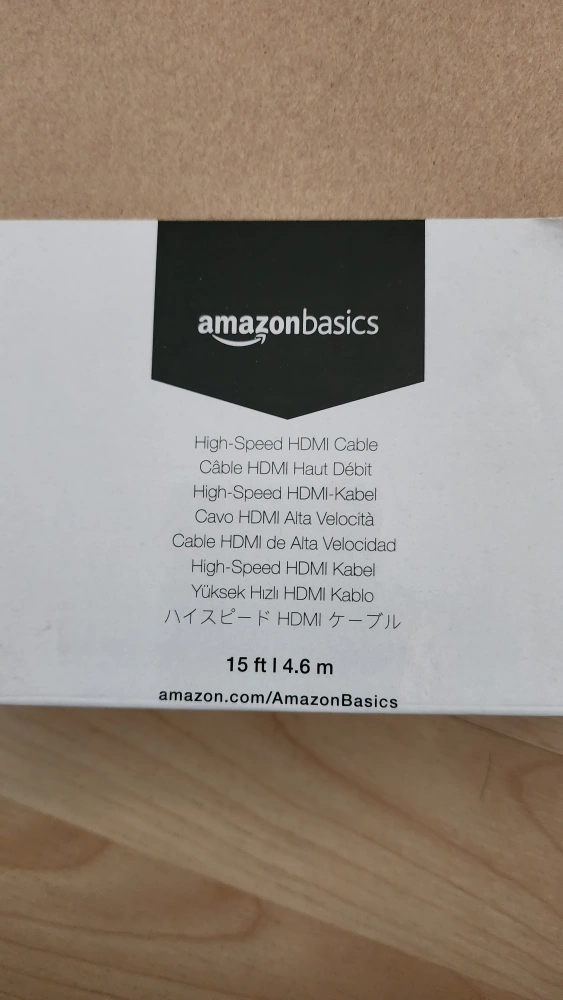 amazonbasics
High-Speed HDMI Cable
Câble HDMI Haut Débit
High-Speed HDMI-Kabel
Cavo HDMI Alta Velocità
Cable HDMI de Alta Velocidad
High-Speed HDMI Kabel
Yüksek Hızlı HDMI Kablo
ハイスピード HDMI ケーブル
15 ft | 4.6 m
amazon.com/AmazonBasics